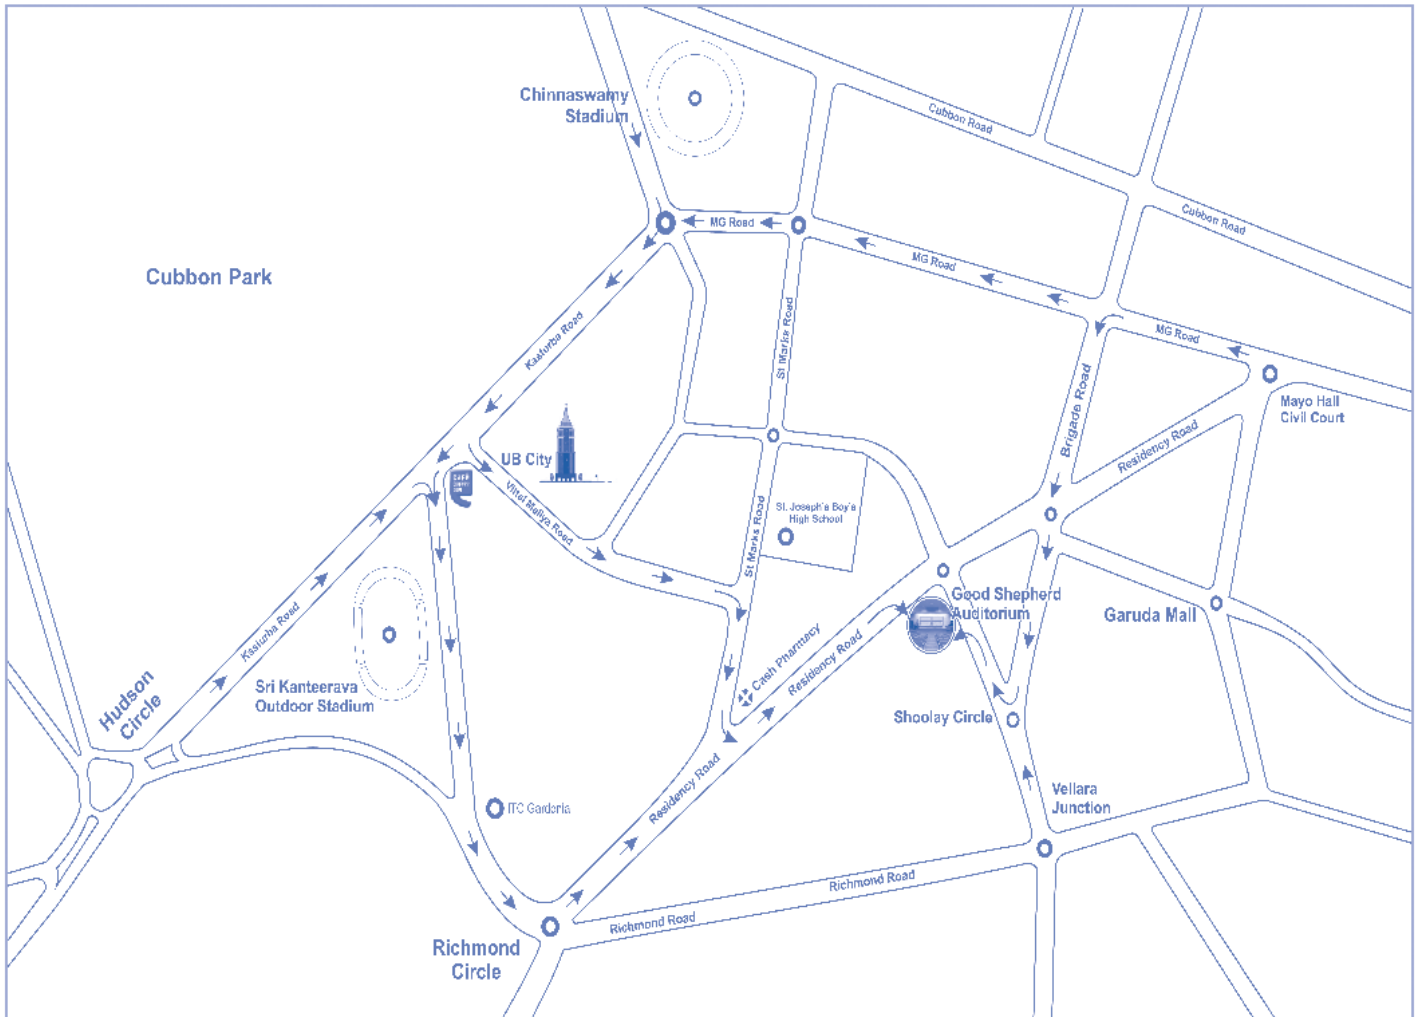 Chinnaswamy
Stadium
Cubbon Road
Cubbon Road
MG Road
MG Road
MG Road
Cubbon Park
Kasturba Road
St Marks Road
Brigade Road
Mayo Hall
Civil Court
Residency Road
UB City
Vittal Mallya Road
St Marks Road
St. Joseph's Boy's
High School
Good Shepherd
Auditorium
Garuda Mall
Kasturba Road
Cash Pharmacy
Residency Road
Sri Kanteerava
Outdoor Stadium
Hudson
Circle
Shoolay Circle
Residency Road
Vellara
Junction
ITC Gardenia
Richmond Road
Richmond Road
Richmond
Circle